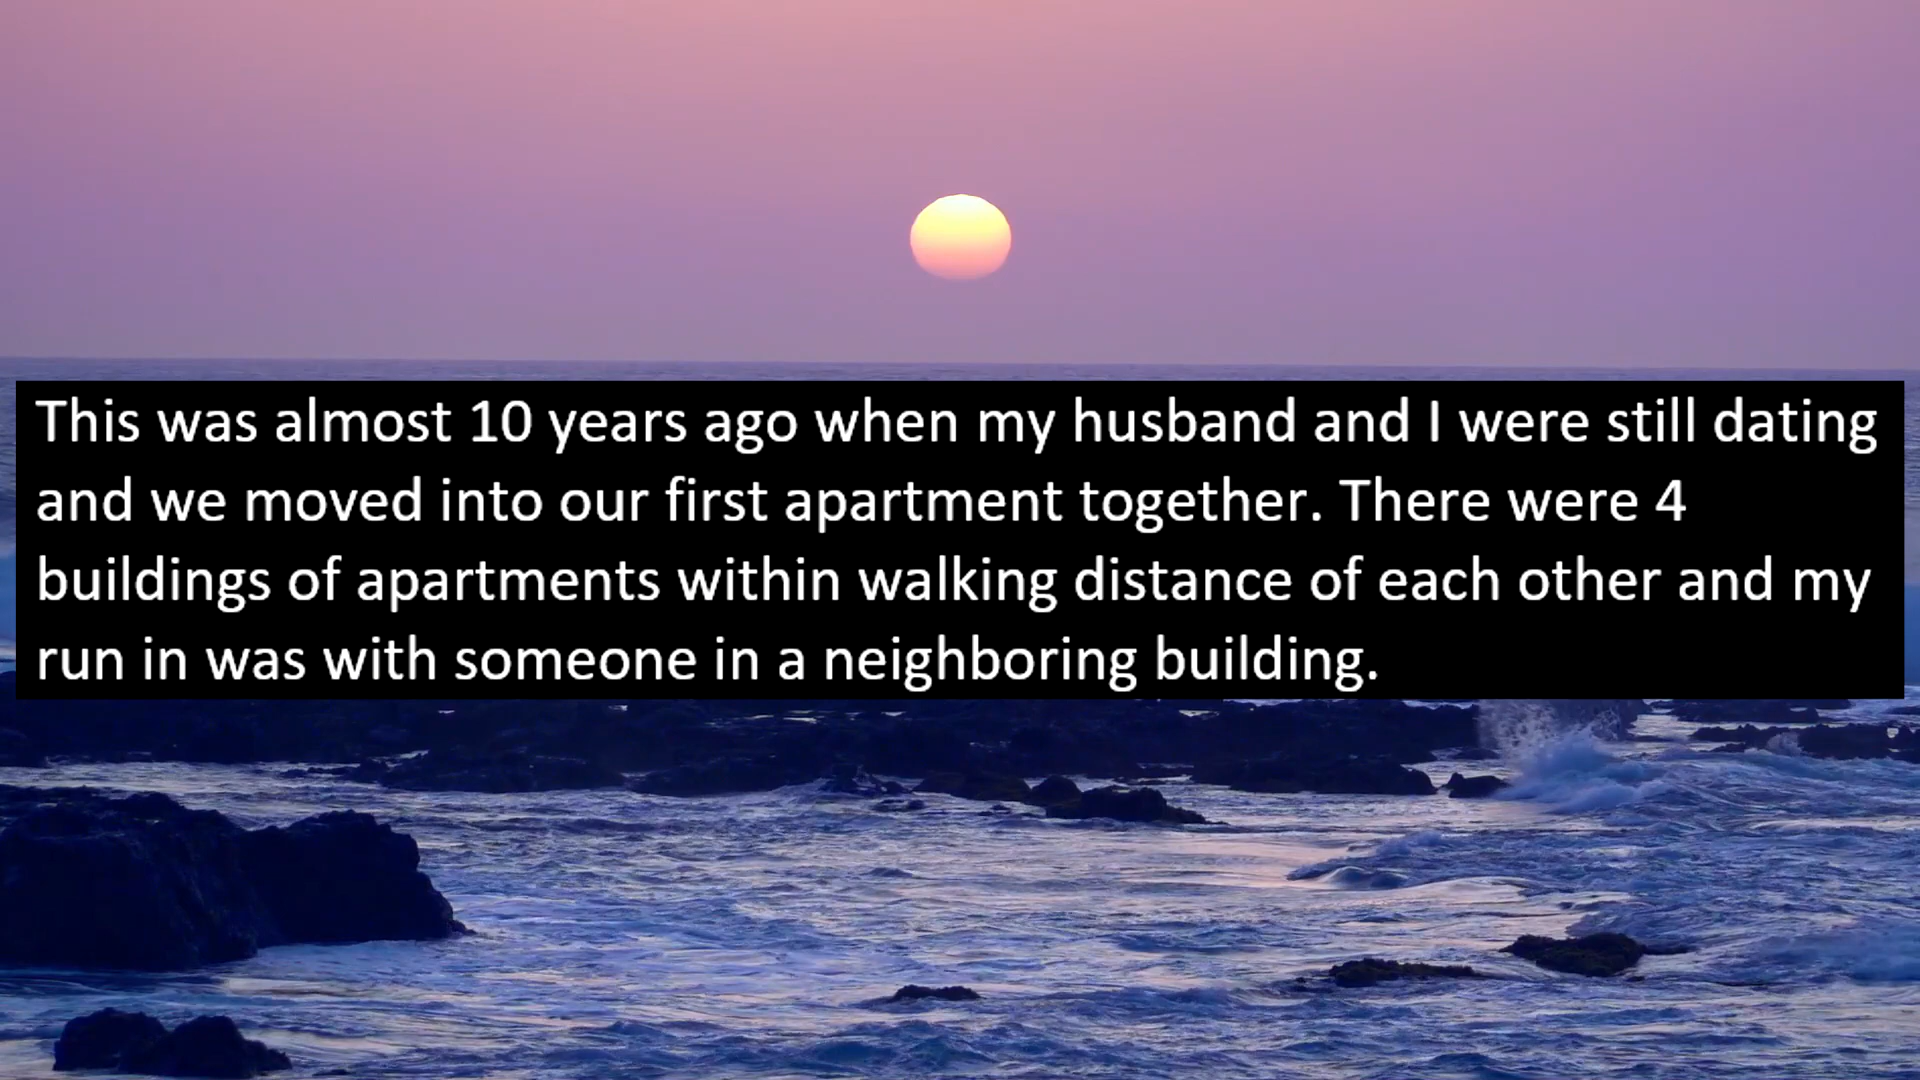 This was almost 10 years ago when my husband and I were still dating
and we moved into our first apartment together. There were 4
buildings of apartments within walking distance of each other and my
run in was with someone in a neighboring building.